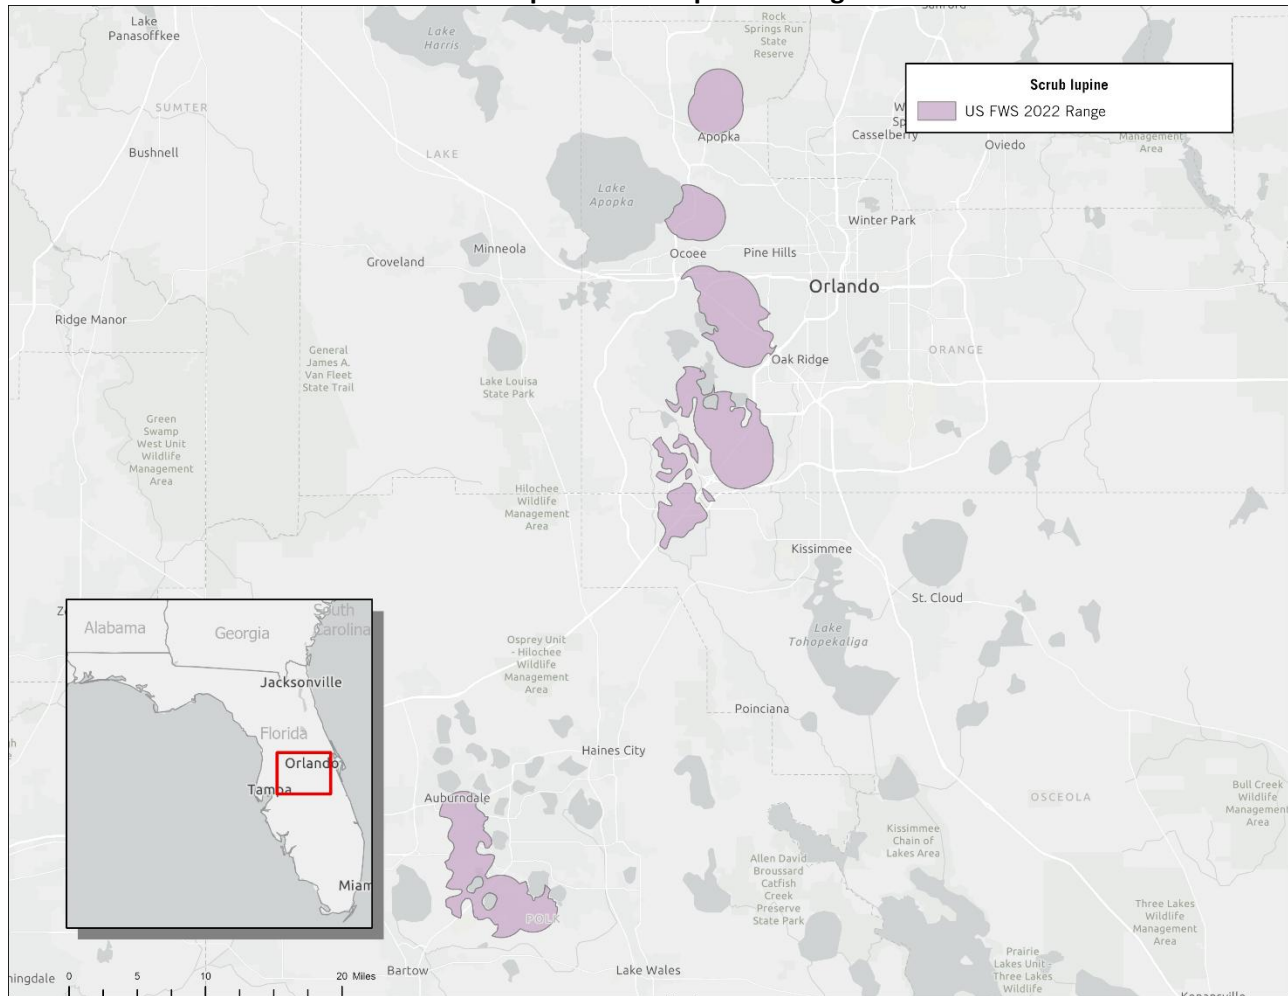 Lake
Panasoffkee
Lake
Harris
Rock
Springs Run
State
Reserve
Scrub lupine
US FWS 2022 Range
SUMTER
Bushnell
LAKE
Apopka
Casselberry
Oviedo
Management
Area
Lake
Apopka
Winter Park
Minneola
Groveland
Ocoee
Pine Hills
Orlando
Ridge Manor
General
James A.
Van Fleet
State Trail
Lake Louisa
State Park
Oak Ridge
ORANGE
Green
Swamp
West Unit
Wildlife
Management
Area
Hilochee
Wildlife
Management
Area
Kissimmee
St. Cloud
Lake
Tohopekaliga
Osprey Unit
- Hilochee
Wildlife
Management
Area
Poinciana
Haines City
Auburndale
OSCEOLA
Bull Creek
Wildlife
Management
Area
Kissimmee
Chain of
Lakes Area
Allen David
Broussard
Catfish
Creek
Preserve
State Park
POLK
Three Lakes
Wildlife
Management
Area
Prairie
Lakes Unit -
Three Lakes
Wildlife
Bartow
Lake Wales
Alabama
Georgia
South
Carolina
Jacksonville
Florida
Orlando
Tampa
Miam
0 5 10 20 Miles